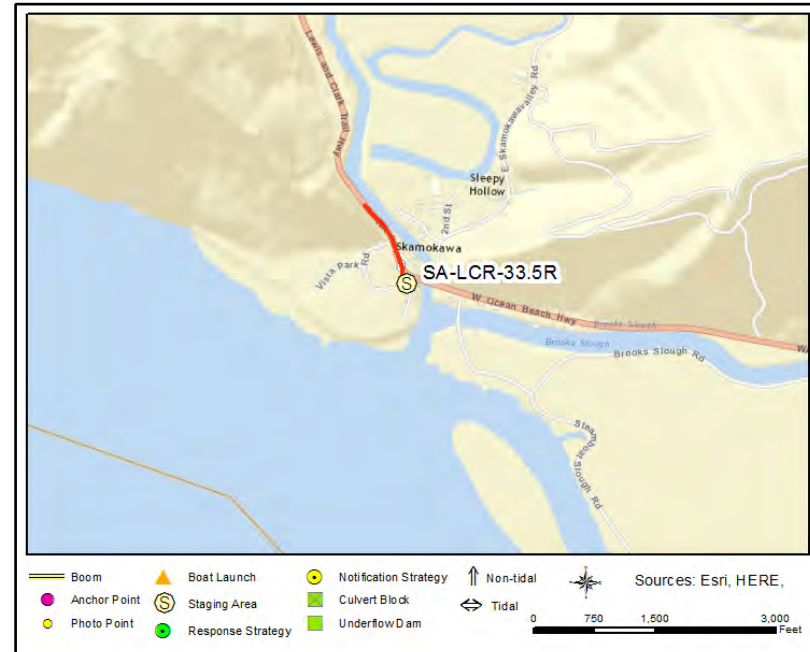 Lewis and Clark Trail Hwy
E Skamokawavalley Rd
Sleepy
Hollow
2nd St
Skamokawa
SA-LCR-33.5R
S
Vista Park Rd
W Ocean Beach Hwy
Brooks Slough
Brooks Slough
Brooks Slough Rd
Steamboat Slough Rd
Boom
Boat Launch
Notification Strategy
Non-tidal
Sources: Esri, HERE,
Anchor Point
S Staging Area
Culvert Block
Tidal
Photo Point
Response Strategy
Underflow Dam
0 750 1,500 3,000
Feet